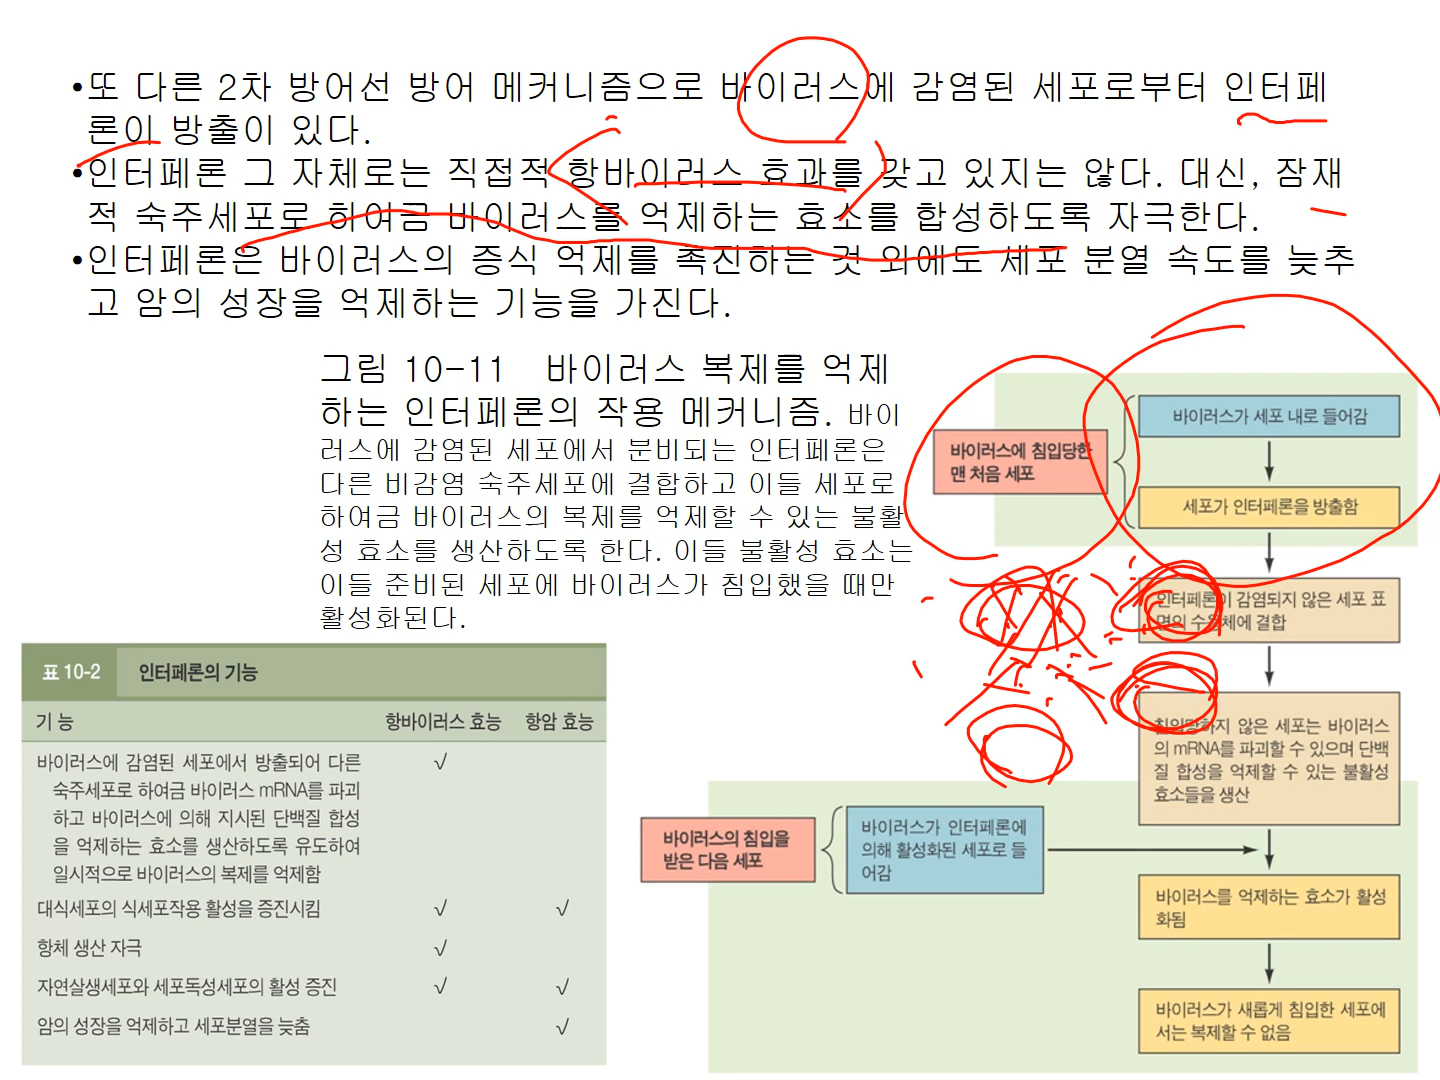 •또 다른 2차 방어선 방어 메커니즘으로 바이러스에 감염된 세포로부터 인터페
론이 방출이 있다.
•인터페론 그 자체로는 직접적 항바이러스 효과를 갖고 있지는 않다. 대신, 잠재
적 숙주세포로 하여금 바이러스를 억제하는 효소를 합성하도록 자극한다.
•인터페론은 바이러스의 증식 억제를 촉진하는 것 외에도 세포 분열 속도를 늦추
고 암의 성장을 억제하는 기능을 가진다.
그림 10-11 바이러스 복제를 억제
하는 인터페론의 작용 메커니즘. 바이
러스에 감염된 세포에서 분비되는 인터페론은
다른 비감염 숙주세포에 결합하고 이들 세포로
하여금 바이러스의 복제를 억제할 수 있는 불활
성 효소를 생산하도록 한다. 이들 불활성 효소는
이들 준비된 세포에 바이러스가 침입했을 때만
활성화된다.
표 10-2 인터페론의 기능
기 능 항바이러스 효능 항암 효능
바이러스에 감염된 세포에서 방출되어 다른 √
숙주세포로 하여금 바이러스 mRNA를 파괴
하고 바이러스에 의해 지시된 단백질 합성
을 억제하는 효소를 생산하도록 유도하여
일시적으로 바이러스의 복제를 억제함
대식세포의 식세포작용 활성을 증진시킴 √ √
항체 생산 자극 √
자연살생세포와 세포독성세포의 활성 증진 √ √
암의 성장을 억제하고 세포분열을 늦춤 √
바이러스에 침입당한
맨 처음 세포
바이러스가 세포 내로 들어감
세포가 인터페론을 방출함
인터페론이 감염되지 않은 세포 표
면의 수용체에 결합
침입당하지 않은 세포는 바이러스
의 mRNA를 파괴할 수 있으며 단백
질 합성을 억제할 수 있는 불활성
효소들을 생산
바이러스의 침입을
받은 다음 세포
바이러스가 인터페론에
의해 활성화된 세포로 들
어감
바이러스를 억제하는 효소가 활성
화됨
바이러스가 새롭게 침입한 세포에
서는 복제할 수 없음